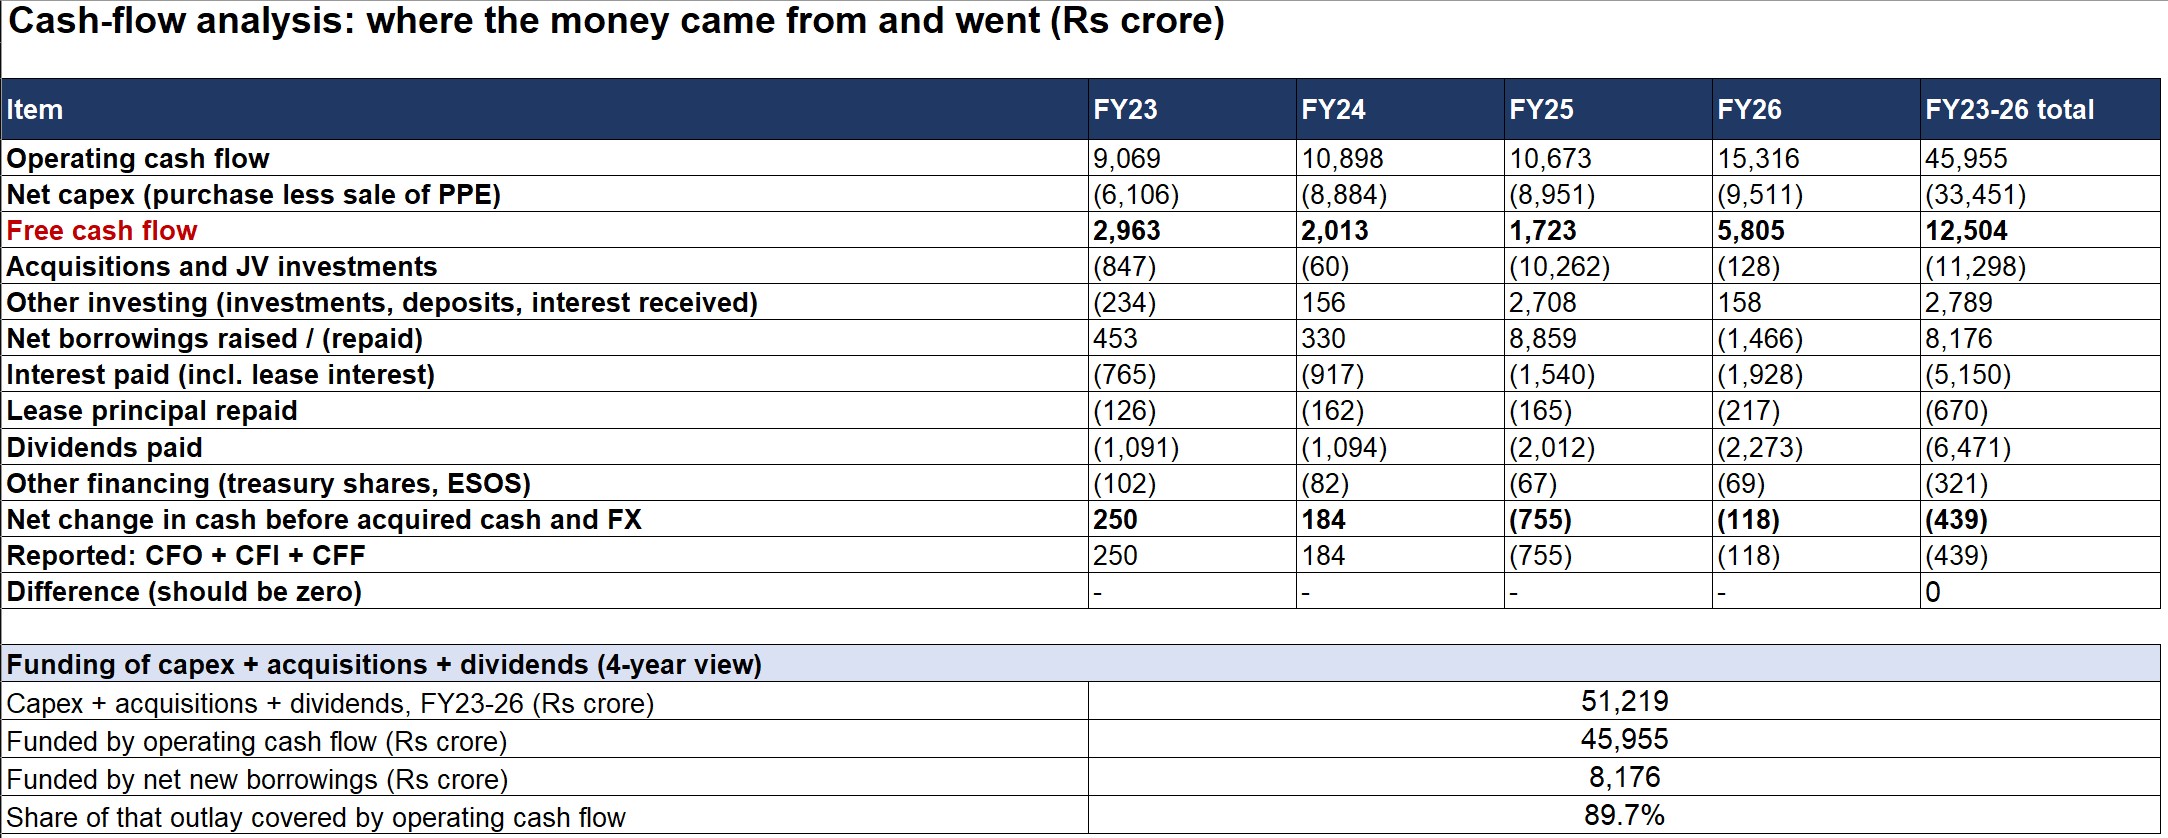 Cash-flow analysis: where the money came from and went (Rs crore)
Item FY23 FY24 FY25 FY26 FY23-26 total
Operating cash flow 9,069 10,898 10,673 15,316 45,955
Net capex (purchase less sale of PPE) (6,106) (8,884) (8,951) (9,511) (33,451)
Free cash flow 2,963 2,013 1,723 5,805 12,504
Acquisitions and JV investments (847) (60) (10,262) (128) (11,298)
Other investing (investments, deposits, interest received) (234) 156 2,708 158 2,789
Net borrowings raised / (repaid) 453 330 8,859 (1,466) 8,176
Interest paid (incl. lease interest) (765) (917) (1,540) (1,928) (5,150)
Lease principal repaid (126) (162) (165) (217) (670)
Dividends paid (1,091) (1,094) (2,012) (2,273) (6,471)
Other financing (treasury shares, ESOS) (102) (82) (67) (69) (321)
Net change in cash before acquired cash and FX 250 184 (755) (118) (439)
Reported: CFO + CFI + CFF 250 184 (755) (118) (439)
Difference (should be zero) - - - - 0
Funding of capex + acquisitions + dividends (4-year view)
Capex + acquisitions + dividends, FY23-26 (Rs crore) 51,219
Funded by operating cash flow (Rs crore) 45,955
Funded by net new borrowings (Rs crore) 8,176
Share of that outlay covered by operating cash flow 89.7%